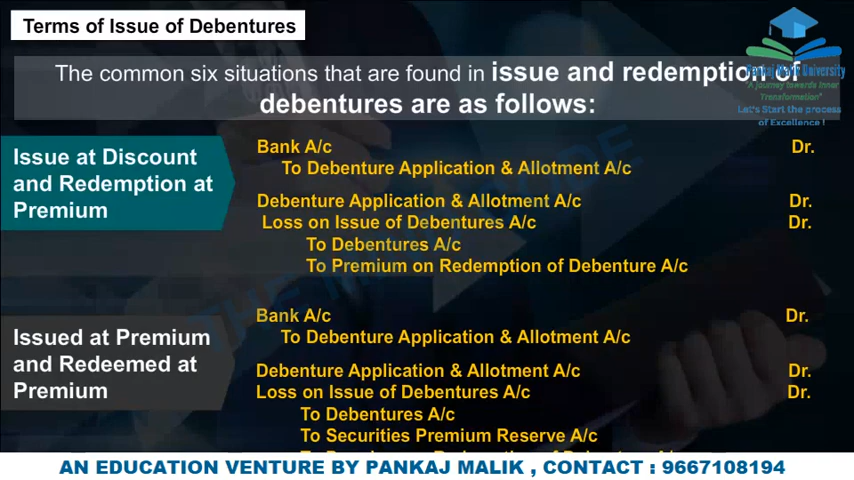 Terms of Issue of Debentures
The common six situations that are found in issue and redemption of
debentures are as follows:
Pankaj Malik University
"A journey towards Inner
Transformation"
Let's Start the process
of Excellence !
Issue at Discount
and Redemption at
Premium
Bank A/c Dr.
To Debenture Application & Allotment A/c
Debenture Application & Allotment A/c Dr.
Loss on Issue of Debentures A/c Dr.
To Debentures A/c
To Premium on Redemption of Debenture A/c
Issued at Premium
and Redeemed at
Premium
Bank A/c Dr.
To Debenture Application & Allotment A/c
Debenture Application & Allotment A/c Dr.
Loss on Issue of Debentures A/c Dr.
To Debentures A/c
To Securities Premium Reserve A/c
AN EDUCATION VENTURE BY PANKAJ MALIK , CONTACT : 9667108194